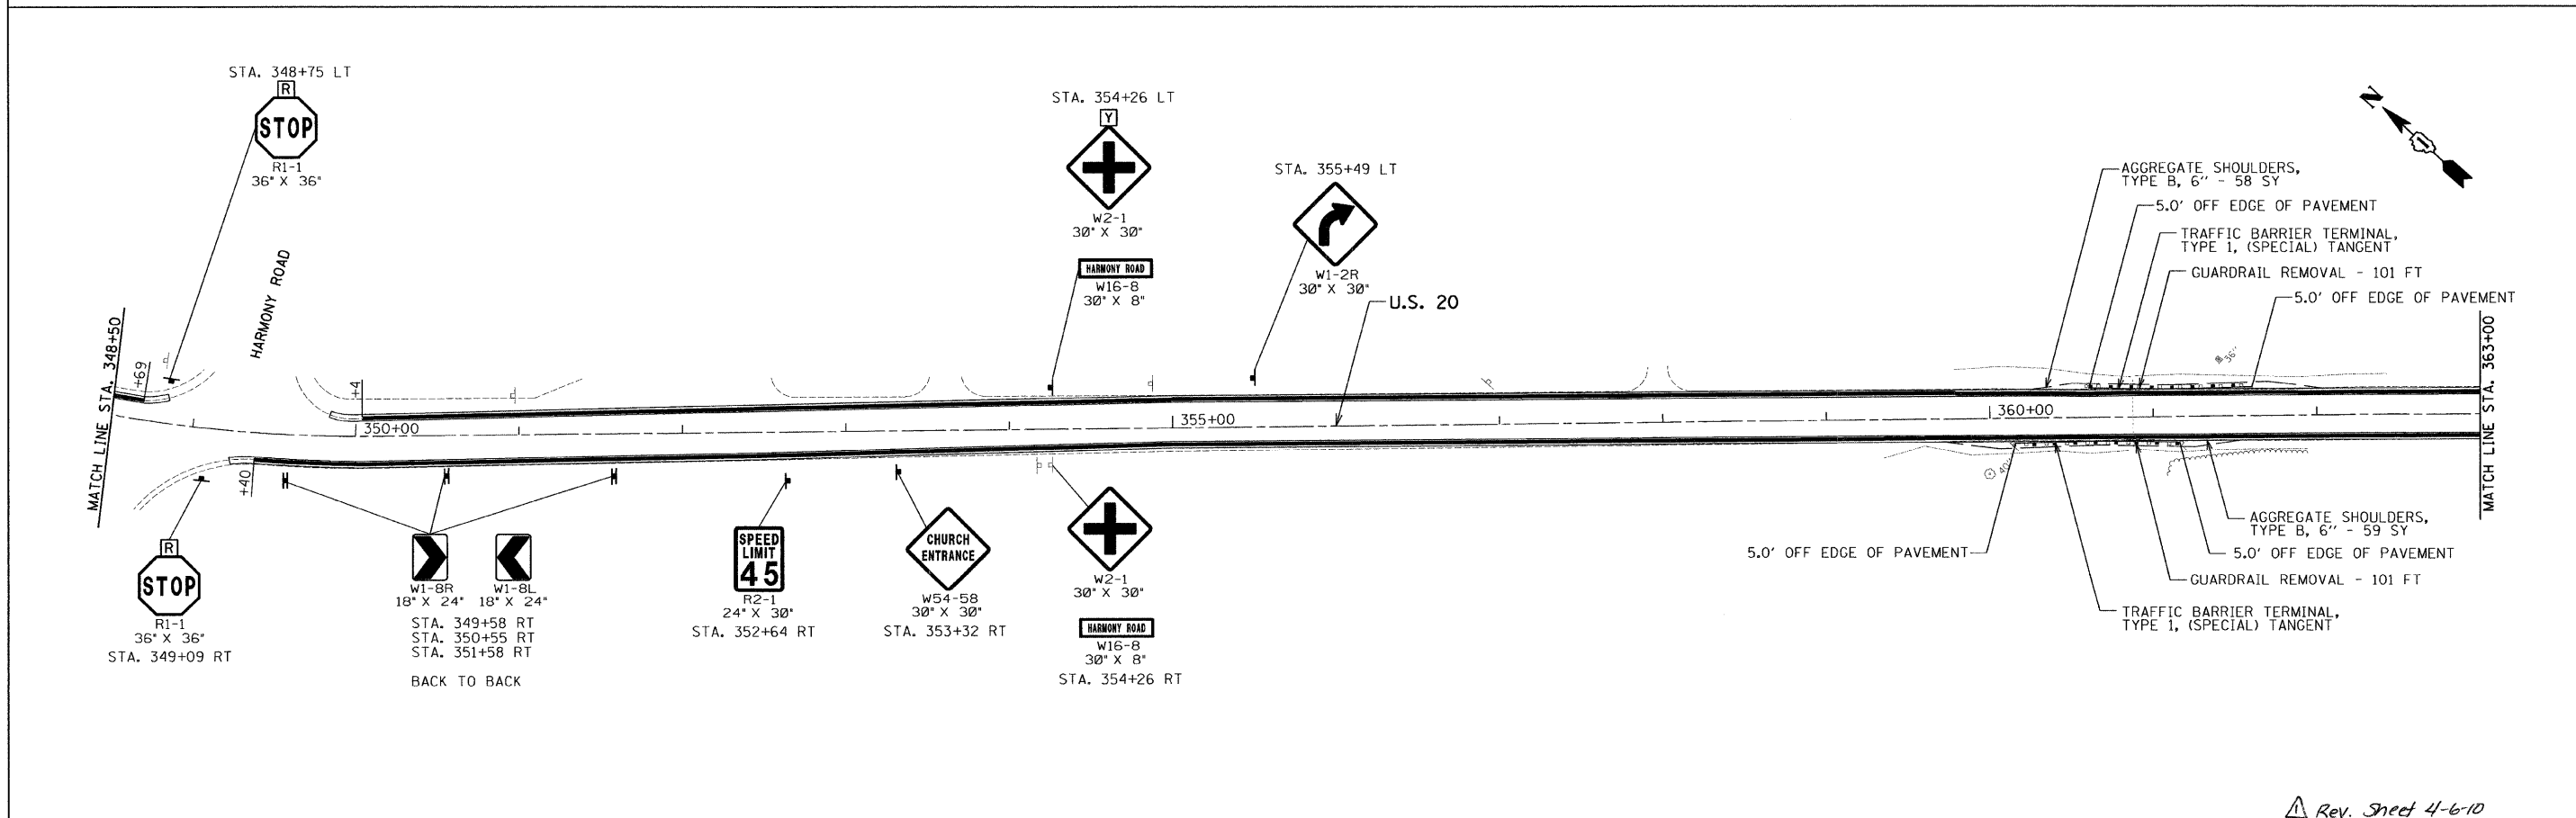 STA. 348+75 LT
R
STOP
R1-1
36" X 36"
HARMONY ROAD
MATCH LINE STA. 348+50
+69
+4
+40
STA. 354+26 LT
Y
W2-1
30" X 30"
HARMONY ROAD
W16-8
30" X 8"
STA. 355+49 LT
W1-2R
30" X 30"
U.S. 20
N
AGGREGATE SHOULDERS,
TYPE B, 6'' - 58 SY
5.0' OFF EDGE OF PAVEMENT
TRAFFIC BARRIER TERMINAL,
TYPE 1, (SPECIAL) TANGENT
GUARDRAIL REMOVAL - 101 FT
5.0' OFF EDGE OF PAVEMENT
36"
350+00
355+00
360+00
MATCH LINE STA. 363+00
40"
R
STOP
R1-1
36" X 36"
STA. 349+09 RT
W1-8R
18" X 24"
W1-8L
18" X 24"
STA. 349+58 RT
STA. 350+55 RT
STA. 351+58 RT
BACK TO BACK
SPEED
LIMIT
45
R2-1
24" X 30"
STA. 352+64 RT
CHURCH
ENTRANCE
W54-58
30" X 30"
STA. 353+32 RT
W2-1
30" X 30"
HARMONY ROAD
W16-8
30" X 8"
STA. 354+26 RT
5.0' OFF EDGE OF PAVEMENT
AGGREGATE SHOULDERS,
TYPE B, 6'' - 59 SY
5.0' OFF EDGE OF PAVEMENT
GUARDRAIL REMOVAL - 101 FT
TRAFFIC BARRIER TERMINAL,
TYPE 1, (SPECIAL) TANGENT
1 Rev. Sheet 4-6-10